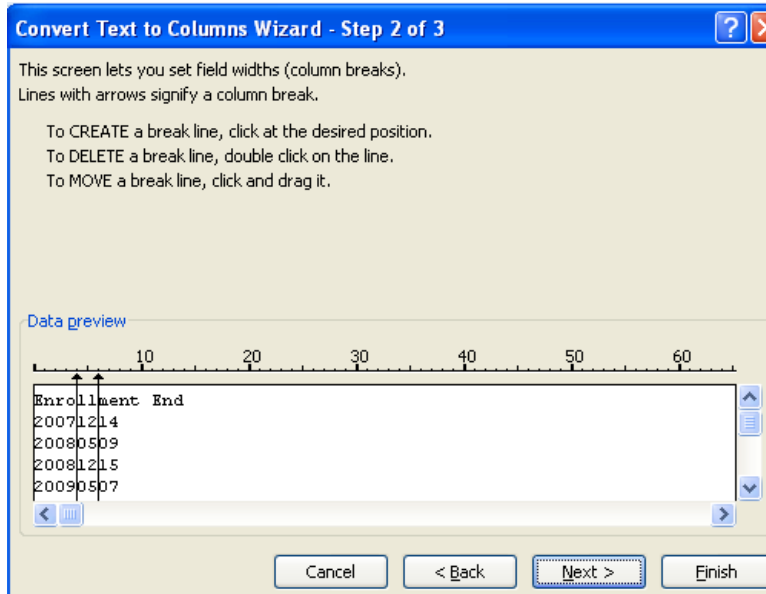 Convert Text to Columns Wizard - Step 2 of 3
This screen lets you set field widths (column breaks).
Lines with arrows signify a column break.
To CREATE a break line, click at the desired position.
To DELETE a break line, double click on the line.
To MOVE a break line, click and drag it.
Data preview
10 20 30 40 50 60
Enrollment End
20071214
20080509
20081215
20090507
Cancel < Back Next > Finish